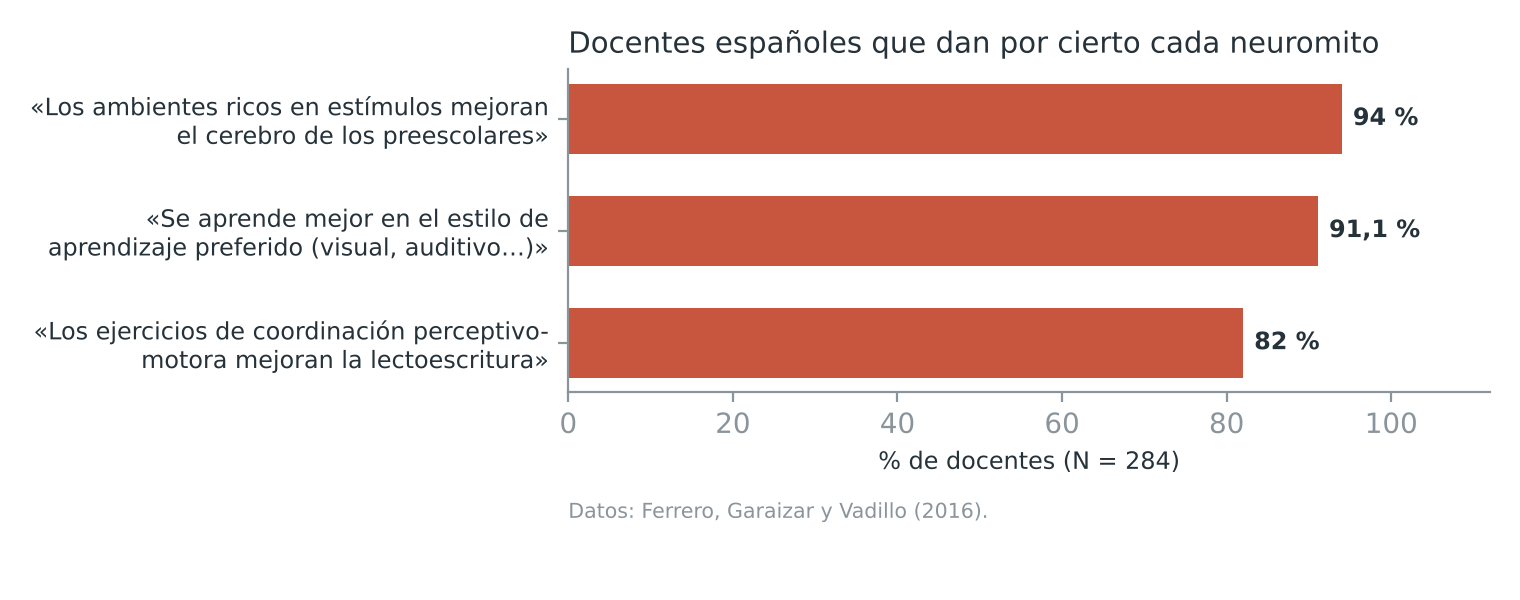 Docentes españoles que dan por cierto cada neuromito
«Los ambientes ricos en estímulos mejoran
el cerebro de los preescolares»
94 %
«Se aprende mejor en el estilo de
aprendizaje preferido (visual, auditivo…)»
91,1 %
«Los ejercicios de coordinación perceptivo-
motora mejoran la lectoescritura»
82 %
0 20 40 60 80 100
% de docentes (N = 284)
Datos: Ferrero, Garaizar y Vadillo (2016).